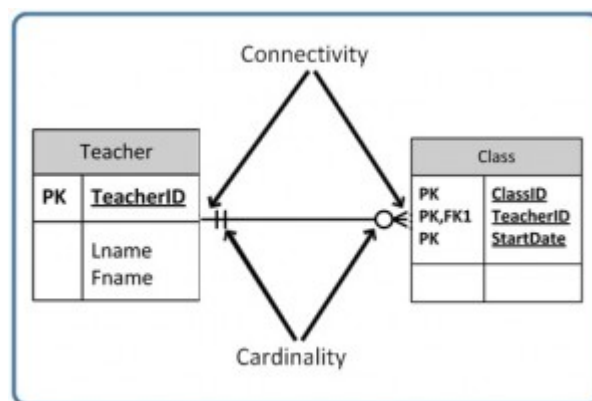 Connectivity
Teacher
PK TeacherID
Lname
Fname
Class
PK ClassID
PK,FK1 TeacherID
PK StartDate
Cardinality